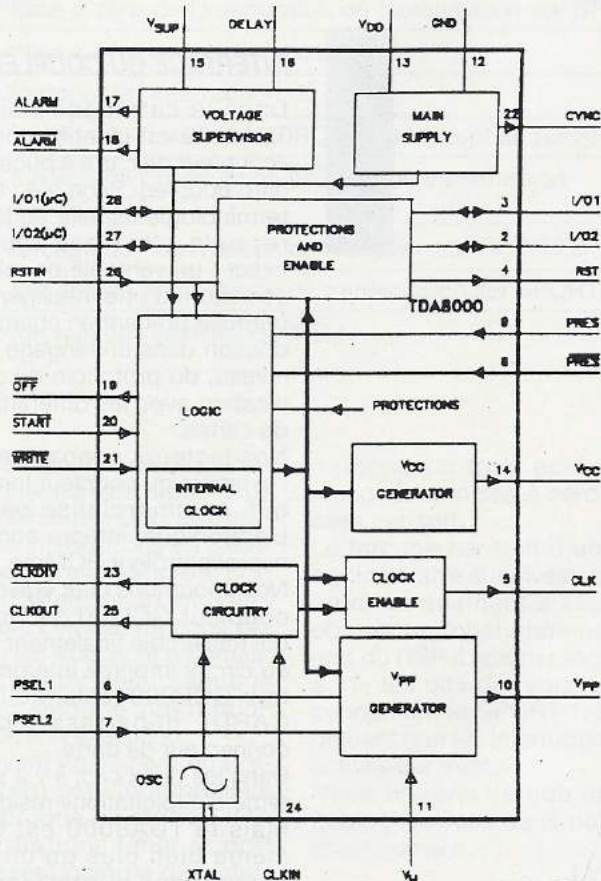 VSUP DELAY VDD GND
15 16 13 12
ALARM 17
ALARM 18
VOLTAGE
SUPERVISOR
MAIN
SUPPLY
22 CVNC
I/O1(µC) 28
I/O2(µC) 27
RSTIN 26
PROTECTIONS
AND
ENABLE
3 I/O1
2 I/O2
4 RST
TDA8000
9 PRES
8 PRES
OFF 19
START 20
WRITE 21
LOGIC
PROTECTIONS
INTERNAL
CLOCK
VCC
GENERATOR
14 VCC
CLKDIV 23
CLKOUT 25
CLOCK
CIRCUITRY
CLOCK
ENABLE
5 CLK
PSEL1 6
PSEL2 7
VPP
GENERATOR
10 VPP
OSC
24 11
XTAL CLKIN VH